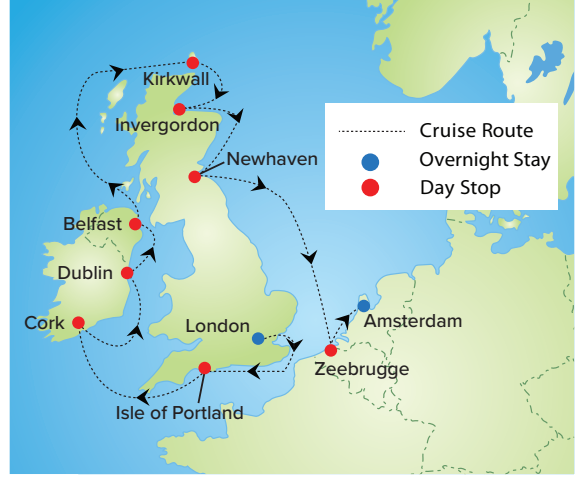 Kirkwall
Invergordon
Newhaven
Cruise Route
Overnight Stay
Day Stop
Belfast
Dublin
Cork
London
Amsterdam
Zeebrugge
Isle of Portland